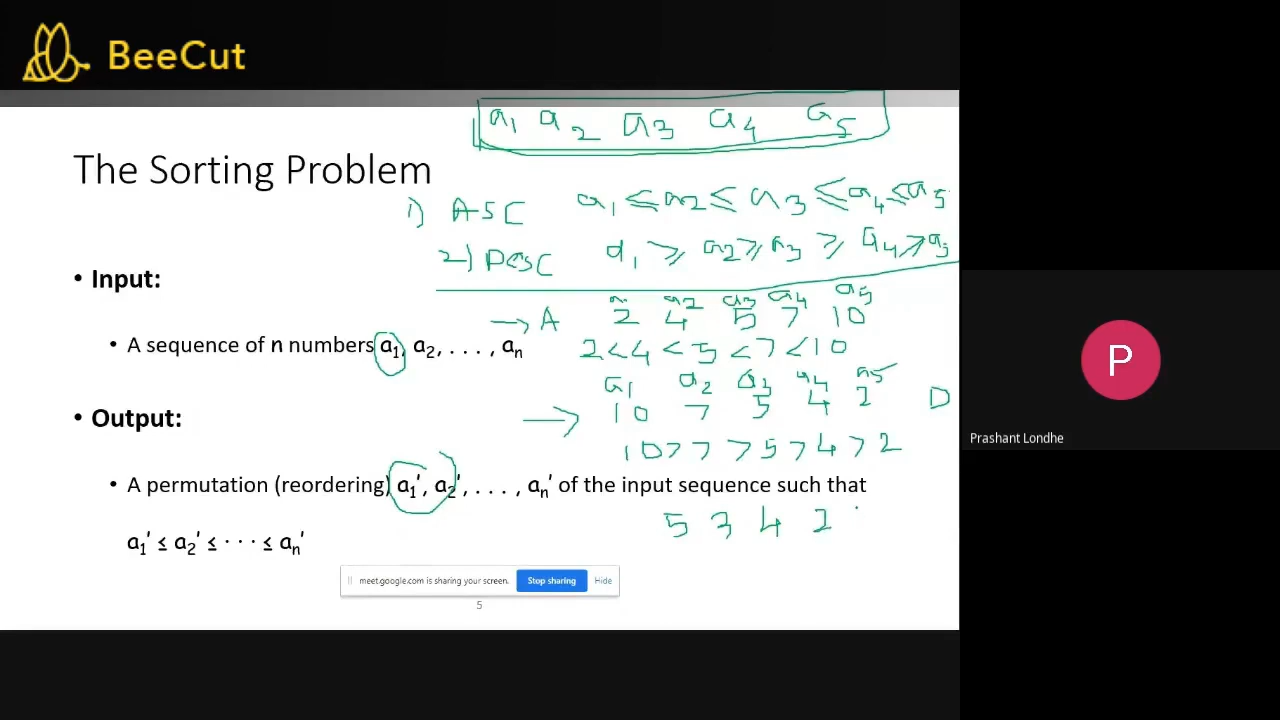 BeeCut
a1 a2 a3 a4 a5
The Sorting Problem
1) ASC a1 ≤ a2 ≤ a3 ≤ a4 ≤ a5
2) DESC a1 ≥ a2 ≥ a3 ≥ a4 ≥ a5
• Input:
a2 a3 a4 a5
→ A 2 4 5 7 10
• A sequence of n numbers a1, a2, . . . . , an
2 < 4 < 5 < 7 < 10
a1 a2 a3 a4 a5
→ 10 7 5 4 2 D
• Output:
10 > 7 > 5 > 4 > 2
Prashant Londhe
P
• A permutation (reordering) a1', a2', . . . . , an' of the input sequence such that
5 3 4 2
a1' ≤ a2' ≤ · · · ≤ an'
meet.google.com is sharing your screen. Stop sharing Hide
5